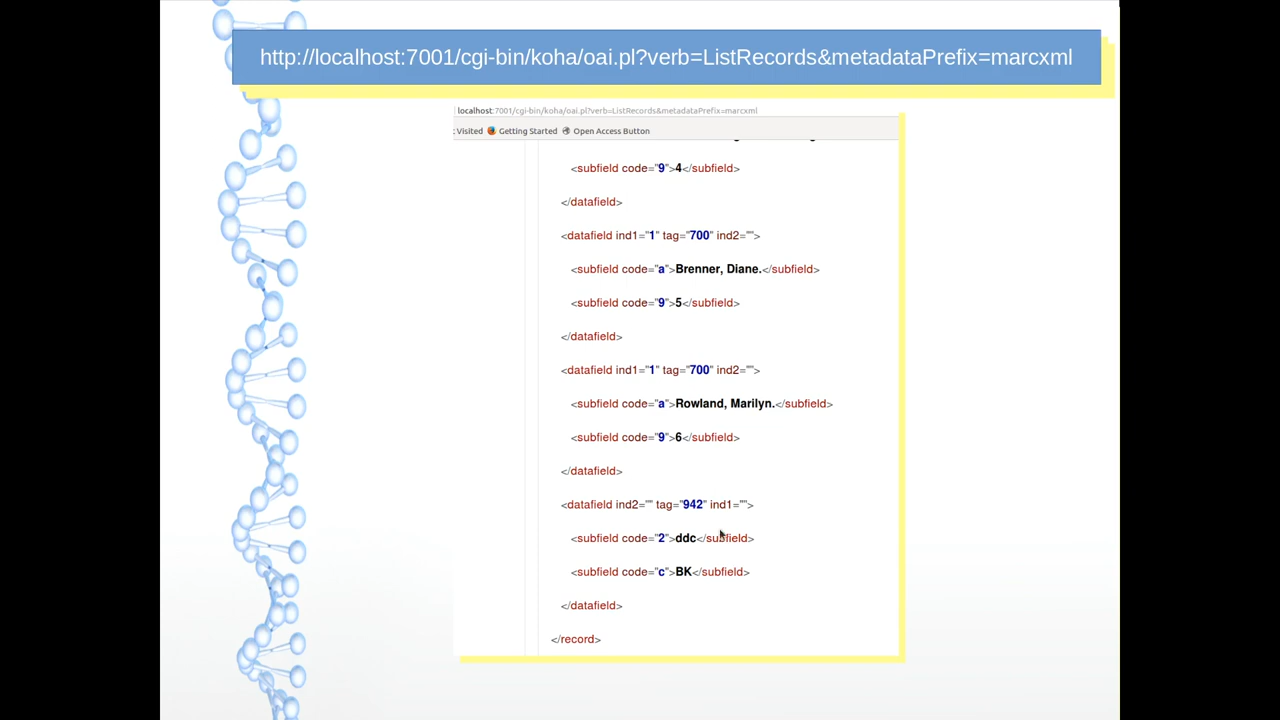 http://localhost:7001/cgi-bin/koha/oai.pl?verb=ListRecords&metadataPrefix=marcxml
localhost:7001/cgi-bin/koha/oai.pl?verb=ListRecords&metadataPrefix=marcxml
Visited Getting Started Open Access Button
<subfield code="9">4</subfield>
</datafield>
<datafield ind1="1" tag="700" ind2="">
<subfield code="a">Brenner, Diane.</subfield>
<subfield code="9">5</subfield>
</datafield>
<datafield ind1="1" tag="700" ind2="">
<subfield code="a">Rowland, Marilyn.</subfield>
<subfield code="9">6</subfield>
</datafield>
<datafield ind2="" tag="942" ind1="">
<subfield code="2">ddc</subfield>
<subfield code="c">BK</subfield>
</datafield>
</record>